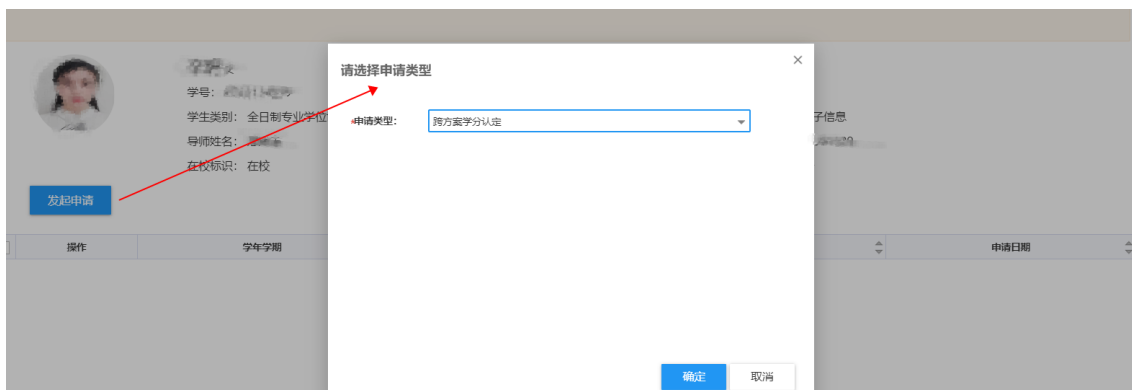 学号：
学生类别： 全日制专业学位
导师姓名：
在校标识： 在校
发起申请
子信息
请选择申请类型
×
*申请类型：
跨方案学分认定
确定
取消
操作
学年学期
申请日期